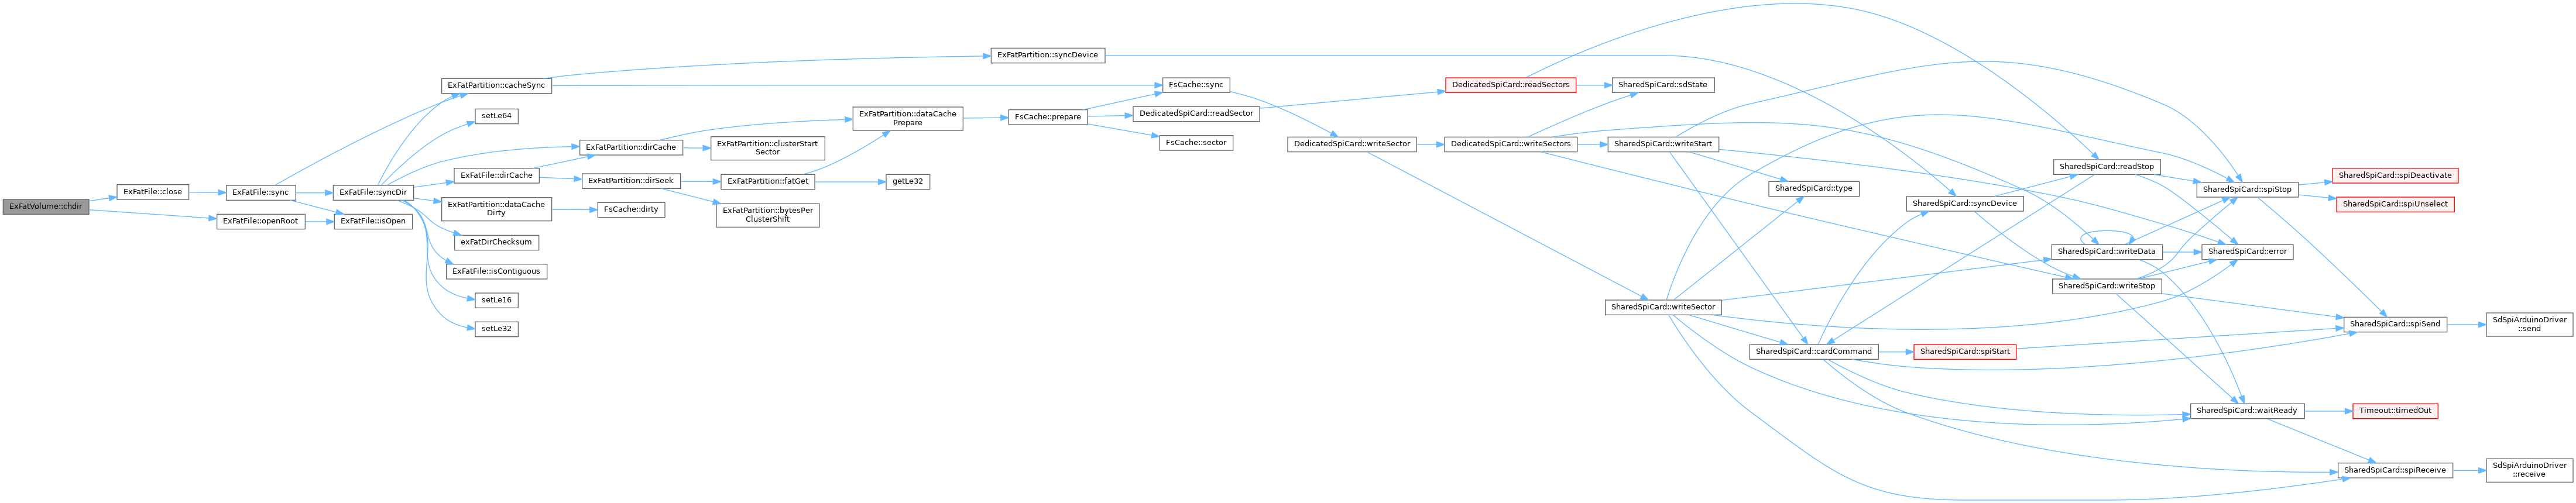 ExFatVolume::chdir
ExFatFile::close
ExFatFile::openRoot
ExFatFile::sync
ExFatFile::isOpen
ExFatFile::syncDir
ExFatPartition::cacheSync
setLe64
ExFatFile::dirCache
ExFatPartition::dataCache
Dirty
exFatDirChecksum
ExFatFile::isContiguous
setLe16
setLe32
ExFatPartition::dirCache
ExFatPartition::dirSeek
FsCache::dirty
ExFatPartition::clusterStart
Sector
ExFatPartition::fatGet
ExFatPartition::bytesPer
ClusterShift
ExFatPartition::dataCache
Prepare
getLe32
ExFatPartition::syncDevice
FsCache::prepare
FsCache::sync
DedicatedSpiCard::readSector
FsCache::sector
DedicatedSpiCard::writeSector
DedicatedSpiCard::readSectors
DedicatedSpiCard::writeSectors
SharedSpiCard::sdState
SharedSpiCard::writeStart
SharedSpiCard::writeSector
SharedSpiCard::type
SharedSpiCard::cardCommand
SharedSpiCard::syncDevice
SharedSpiCard::spiStart
SharedSpiCard::readStop
SharedSpiCard::writeData
SharedSpiCard::writeStop
SharedSpiCard::spiStop
SharedSpiCard::error
SharedSpiCard::waitReady
SharedSpiCard::spiDeactivate
SharedSpiCard::spiUnselect
SharedSpiCard::spiSend
Timeout::timedOut
SharedSpiCard::spiReceive
SdSpiArduinoDriver
::send
SdSpiArduinoDriver
::receive